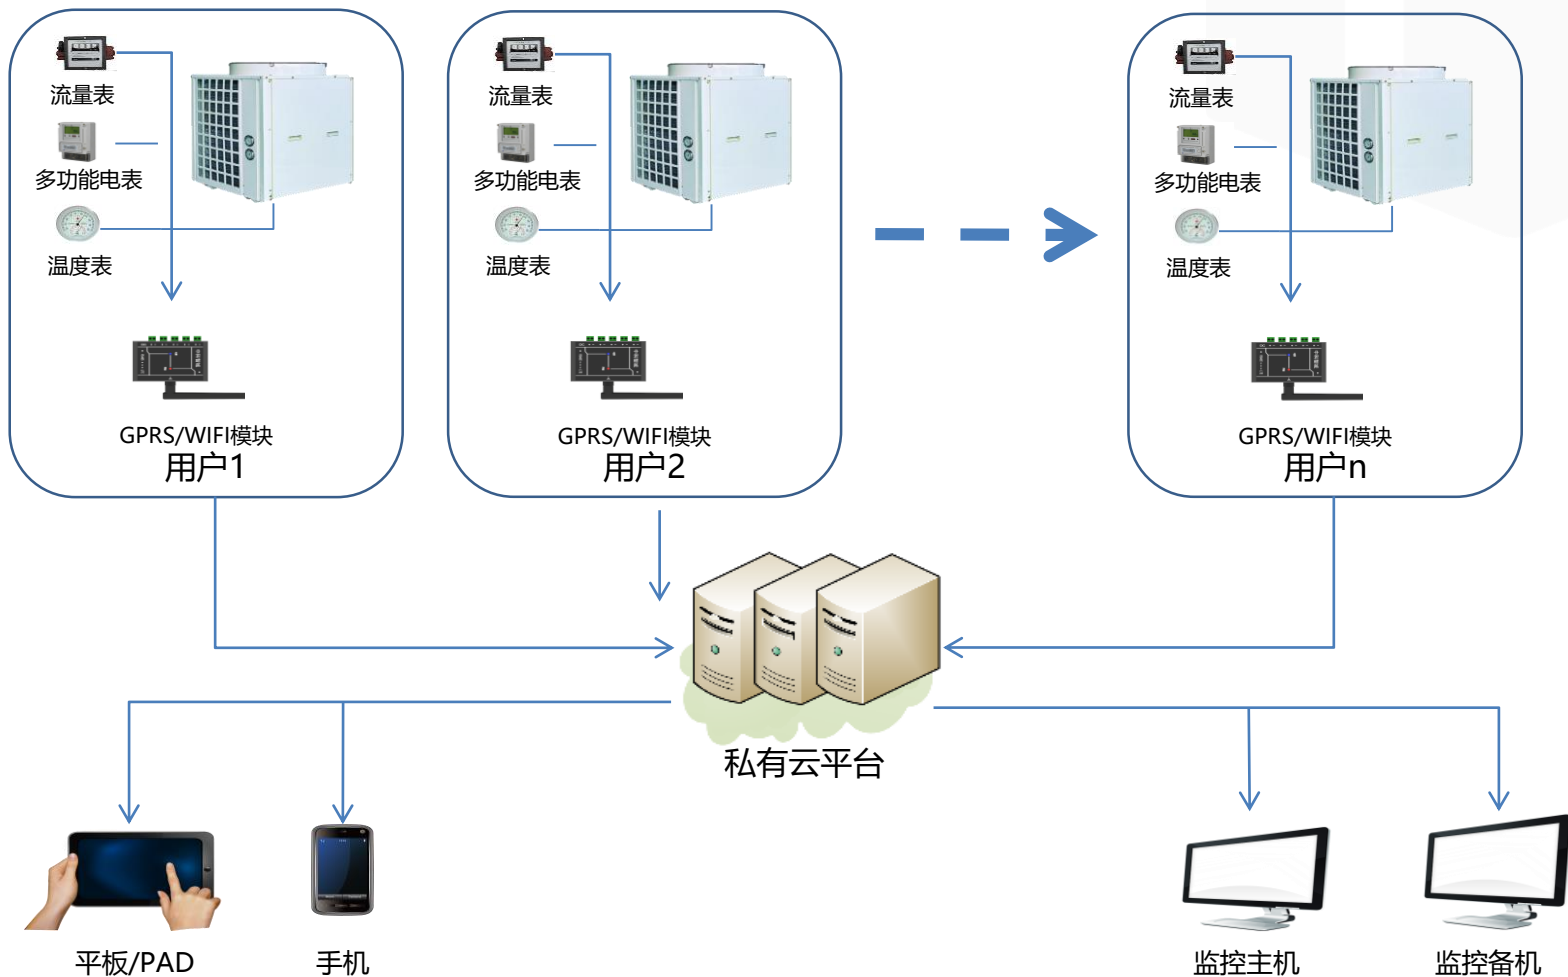 流量表
多功能电表
温度表
GPRS/WIFI模块
用户1
流量表
多功能电表
温度表
GPRS/WIFI模块
用户2
流量表
多功能电表
温度表
GPRS/WIFI模块
用户n
私有云平台
平板/PAD
手机
监控主机
监控备机